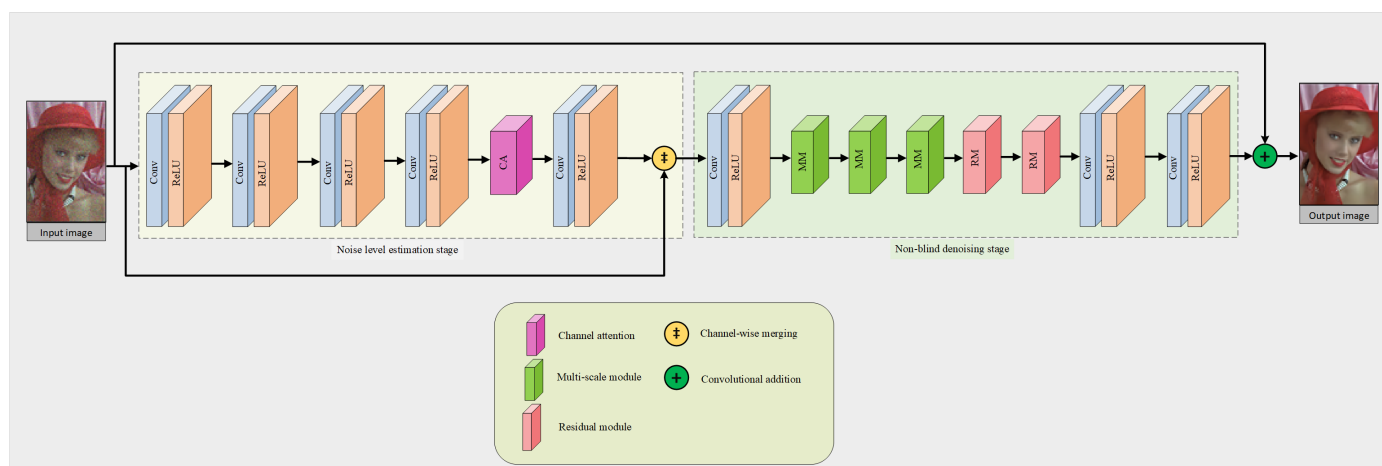 Input image
Conv
ReLU
Conv
ReLU
Conv
ReLU
Conv
ReLU
CA
Conv
ReLU
‡
Noise level estimation stage
Conv
ReLU
MM
MM
MM
RM
RM
Conv
ReLU
Conv
ReLU
Non-blind denoising stage
+
Output image
Channel attention
‡
Channel-wise merging
Multi-scale module
+
Convolutional addition
Residual module